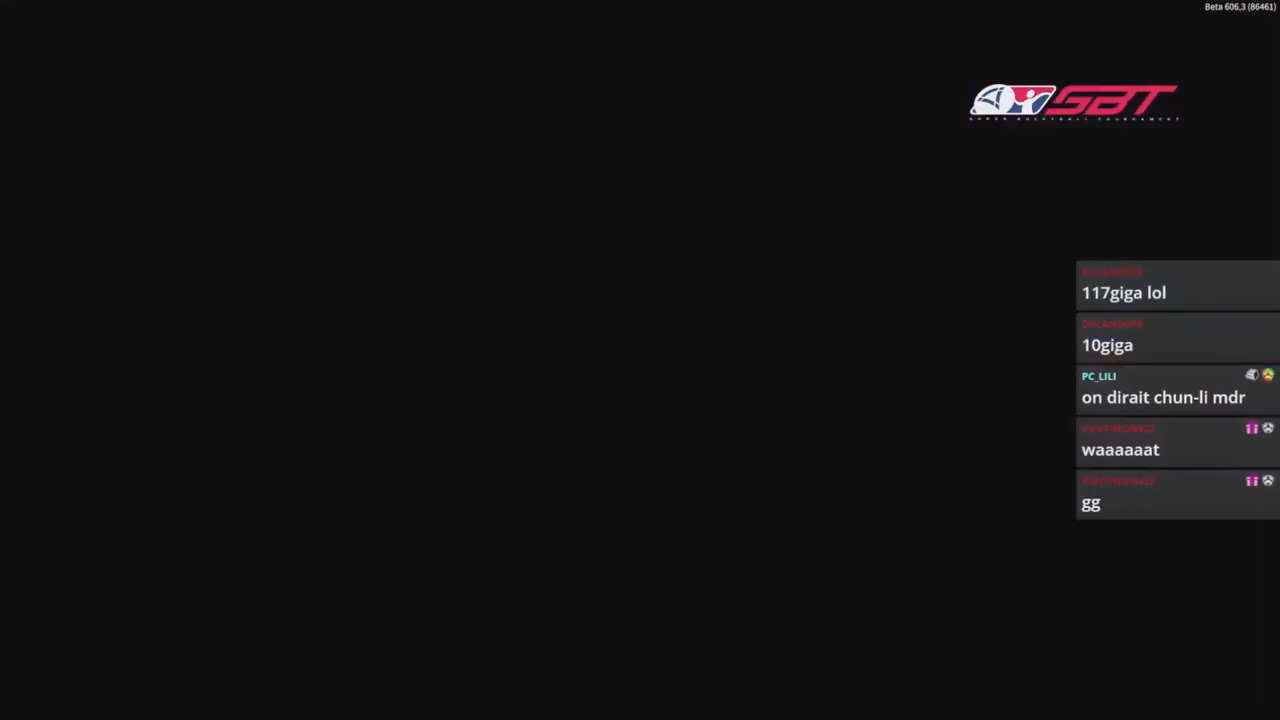 Beta 606,3 (86461)
SBT
117giga lol
10giga
PC_LILI
on dirait chun-li mdr
waaaaaat
gg